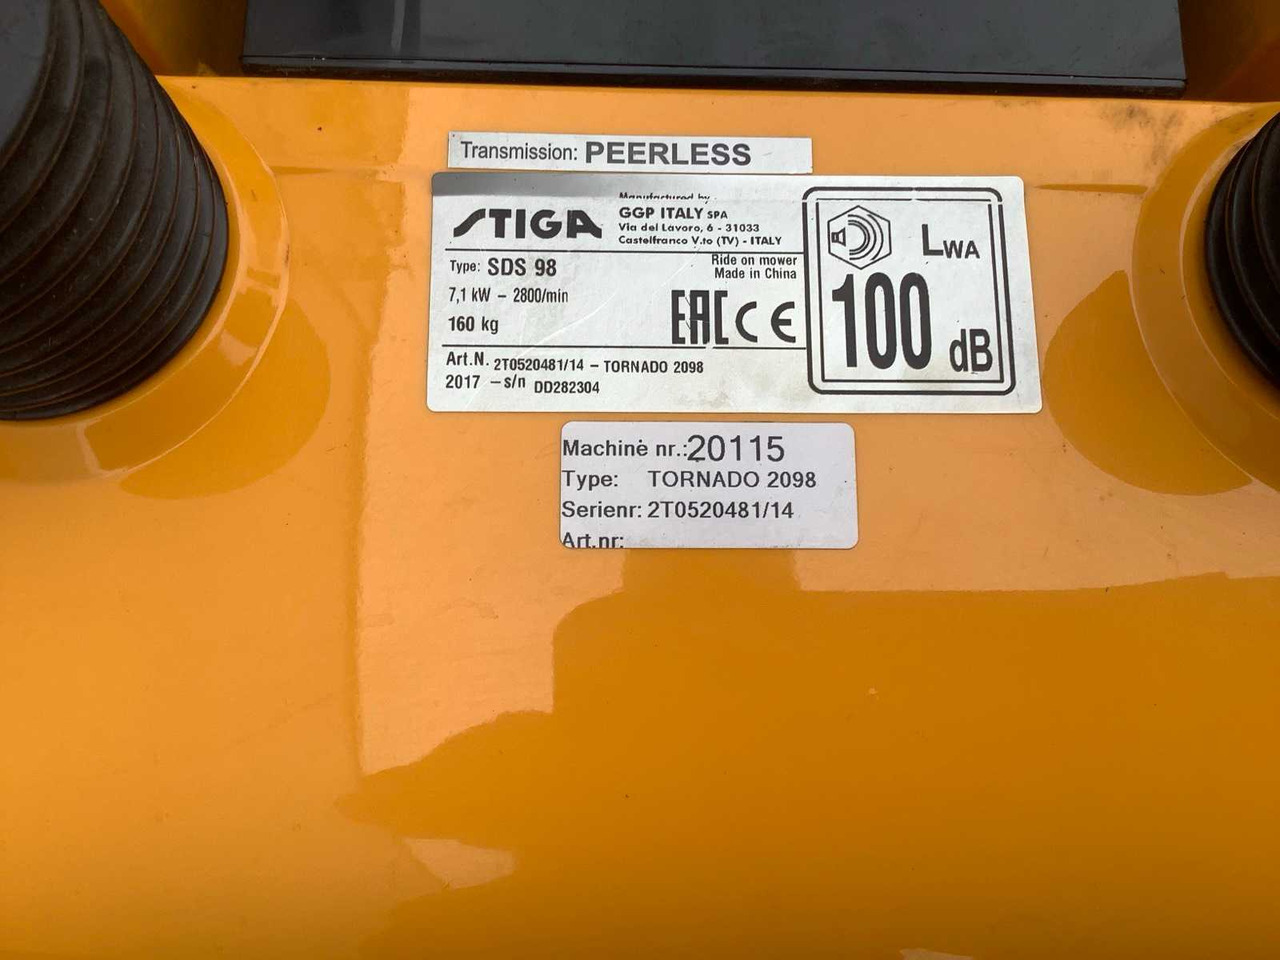 Transmission: PEERLESS
STIGA
Manufactured by
GGP ITALY SPA
Via del Lavoro, 6 - 31033
Castelfranco V.to (TV) - ITALY
Type: SDS 98
Ride on mower
Made in China
7,1 kW - 2800/min
160 kg
EAC CE
Art.N. 2T0520481/14 - TORNADO 2098
2017 - s/n DD282304
LWA
100 dB
Machine nr.:20115
Type: TORNADO 2098
Serienr: 2T0520481/14
Art.nr: